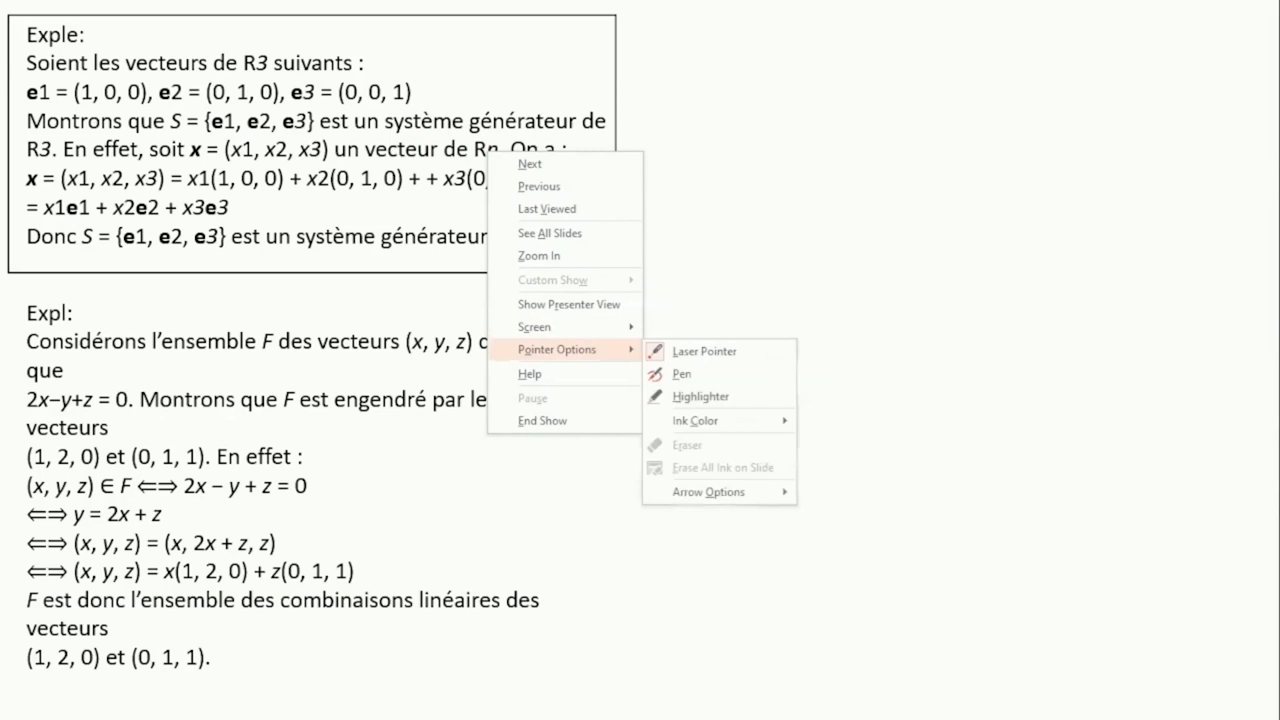 Exple:
Soient les vecteurs de R3 suivants :
e1 = (1, 0, 0), e2 = (0, 1, 0), e3 = (0, 0, 1)
Montrons que S = {e1, e2, e3} est un système générateur de
R3. En effet, soit x = (x1, x2, x3) un vecteur de Rn. On a :
x = (x1, x2, x3) = x1(1, 0, 0) + x2(0, 1, 0) + + x3(0,
= x1e1 + x2e2 + x3e3
Donc S = {e1, e2, e3} est un système générateur
Expl:
Considérons l’ensemble F des vecteurs (x, y, z)
que
2x−y+z = 0. Montrons que F est engendré par le
vecteurs
(1, 2, 0) et (0, 1, 1). En effet :
(x, y, z) ∈ F ⟺ 2x − y + z = 0
⟺ y = 2x + z
⟺ (x, y, z) = (x, 2x + z, z)
⟺ (x, y, z) = x(1, 2, 0) + z(0, 1, 1)
F est donc l’ensemble des combinaisons linéaires des
vecteurs
(1, 2, 0) et (0, 1, 1).
Next
Previous
Last Viewed
See All Slides
Zoom In
Custom Show
Show Presenter View
Screen
Pointer Options
Help
Pause
End Show
Laser Pointer
Pen
Highlighter
Ink Color
Eraser
Erase All Ink on Slide
Arrow Options